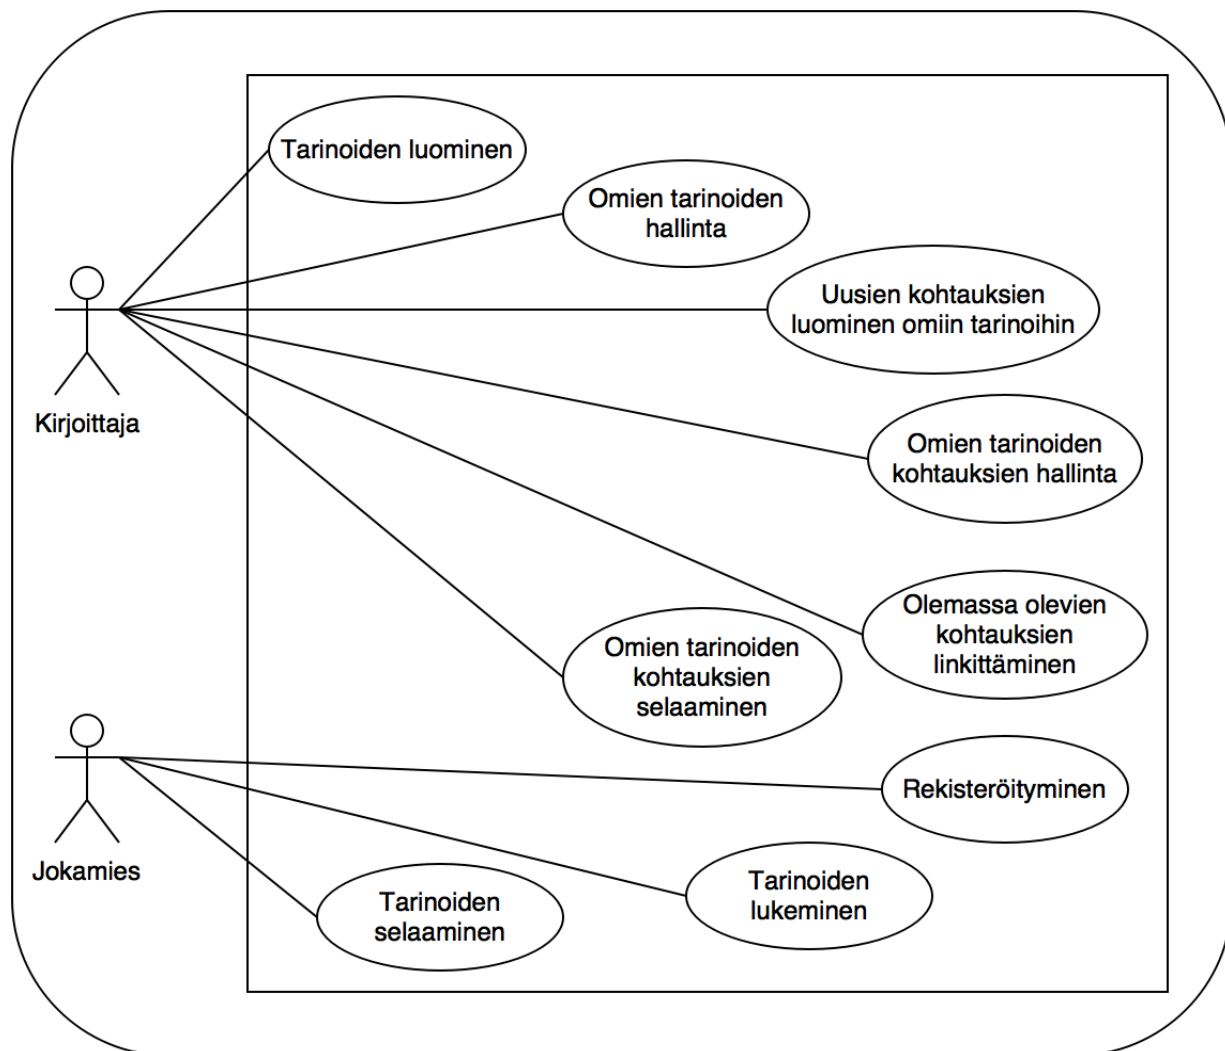 Tarinoiden luominen
Omien tarinoiden
hallinta
Uusien kohtauksien
luominen omiin tarinoihin
Kirjoittaja
Omien tarinoiden
kohtauksien hallinta
Olemassa olevien
kohtauksien
linkittäminen
Omien tarinoiden
kohtauksien
selaaminen
Rekisteröityminen
Jokamies
Tarinoiden
lukeminen
Tarinoiden
selaaminen